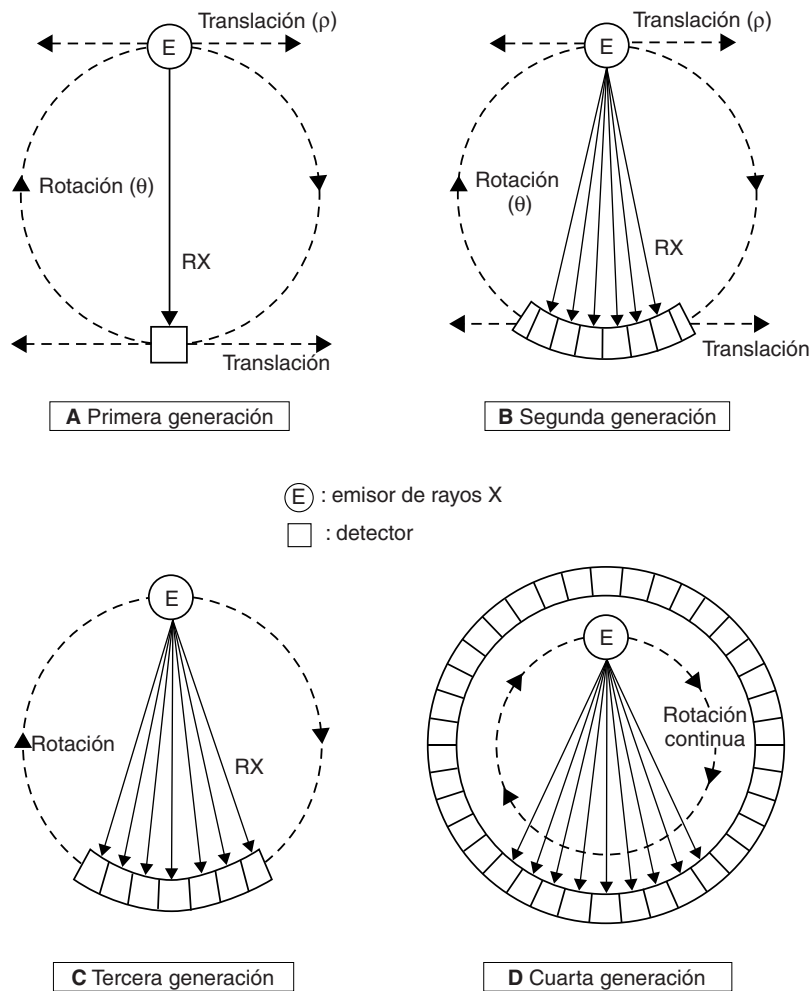 Translación (ρ)
E
Rotación (θ)
RX
Translación
A Primera generación
Translación (ρ)
E
Rotación
(θ)
RX
Translación
B Segunda generación
E : emisor de rayos X
: detector
E
Rotación
RX
C Tercera generación
E
Rotación
continua
D Cuarta generación